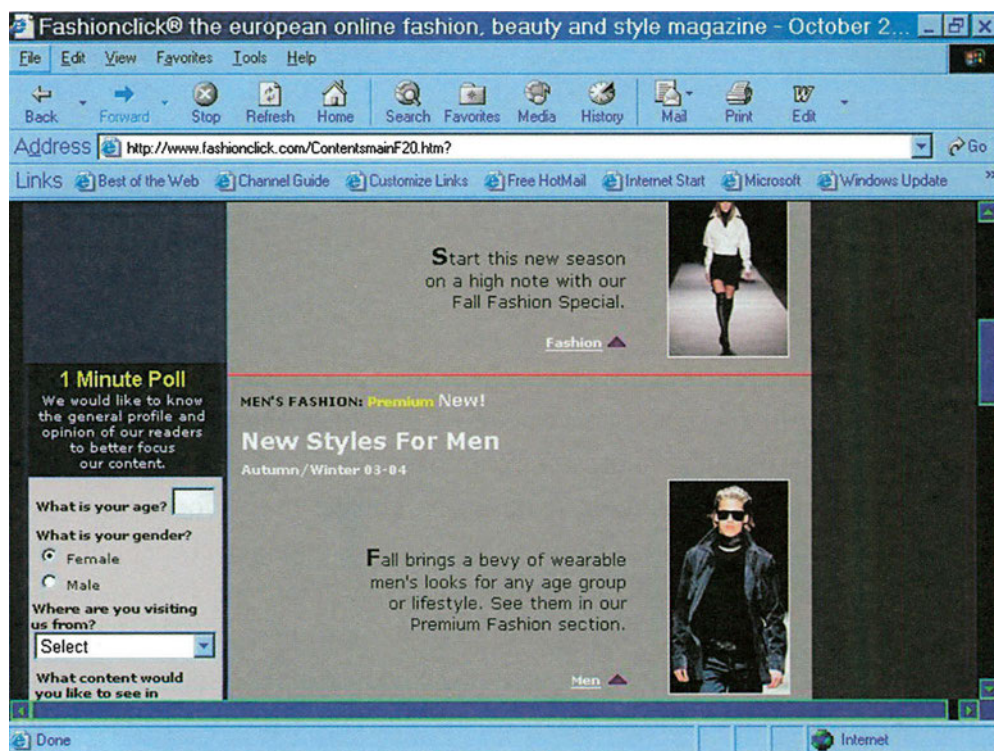 Fashionclick® the european online fashion, beauty and style magazine - October 2...
File Edit View Favorites Tools Help
Back Forward Stop Refresh Home Search Favorites Media History Mail Print Edit
Address http://www.fashionclick.com/ContentsmainF20.htm? Go
Links Best of the Web Channel Guide Customize Links Free HotMail Internet Start Microsoft Windows Update »
Start this new season
on a high note with our
Fall Fashion Special.
Fashion
1 Minute Poll
We would like to know
the general profile and
opinion of our readers
to better focus
our content.
What is your age?
What is your gender?
Female
Male
Where are you visiting
us from?
Select
What content would
you like to see in
MEN'S FASHION: Premium New!
New Styles For Men
Autumn/Winter 03-04
Fall brings a bevy of wearable
men's looks for any age group
or lifestyle. See them in our
Premium Fashion section.
Men
Done Internet